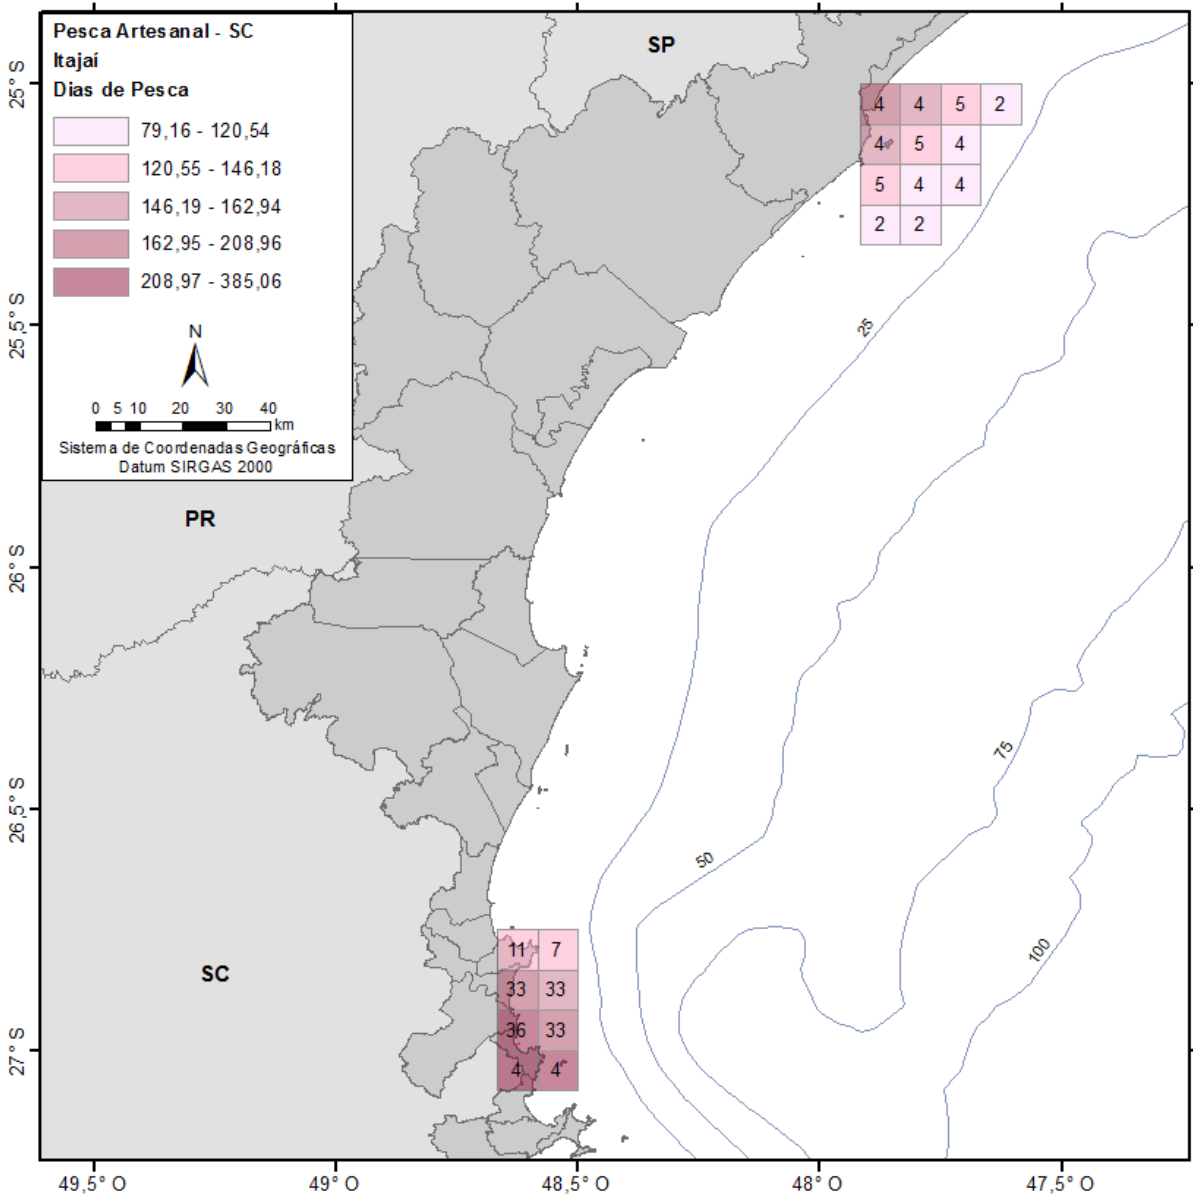 Pesca Artesanal - SC
Itajaí
Dias de Pesca
79,16 - 120,54
120,55 - 146,18
146,19 - 162,94
162,95 - 208,96
208,97 - 385,06
N
0 5 10 20 30 40
km
Sistema de Coordenadas Geográficas
Datum SIRGAS 2000
SP
PR
SC
4 4 5 2
4 5 4
5 4 4
2 2
25
50
75
100
11 7
33 33
36 33
4 4
25° S
25,5° S
26° S
26,5° S
27° S
49,5° O 49° O 48,5° O 48° O 47,5° O